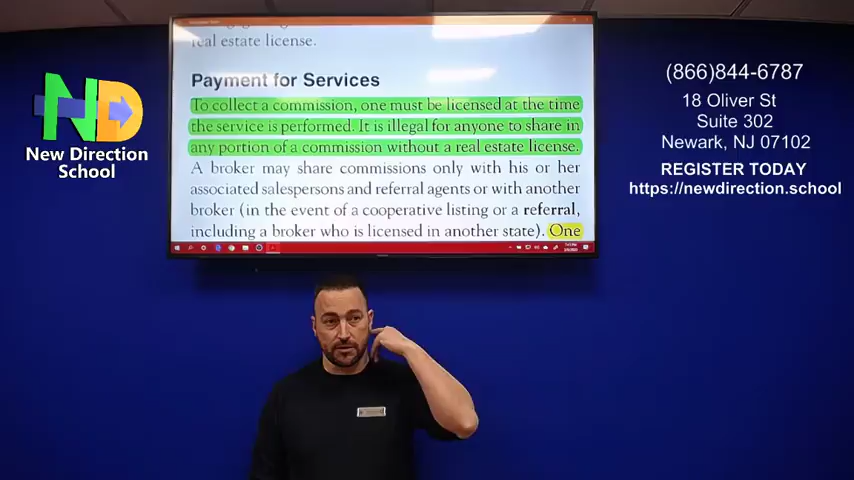 real estate license.
Payment for Services
To collect a commission, one must be licensed at the time
the service is performed. It is illegal for anyone to share in
any portion of a commission without a real estate license.
A broker may share commissions only with his or her
associated salespersons and referral agents or with another
broker (in the event of a cooperative listing or a referral,
including a broker who is licensed in another state). One
ND
New Direction
School
(866)844-6787
18 Oliver St
Suite 302
Newark, NJ 07102
REGISTER TODAY
https://newdirection.school